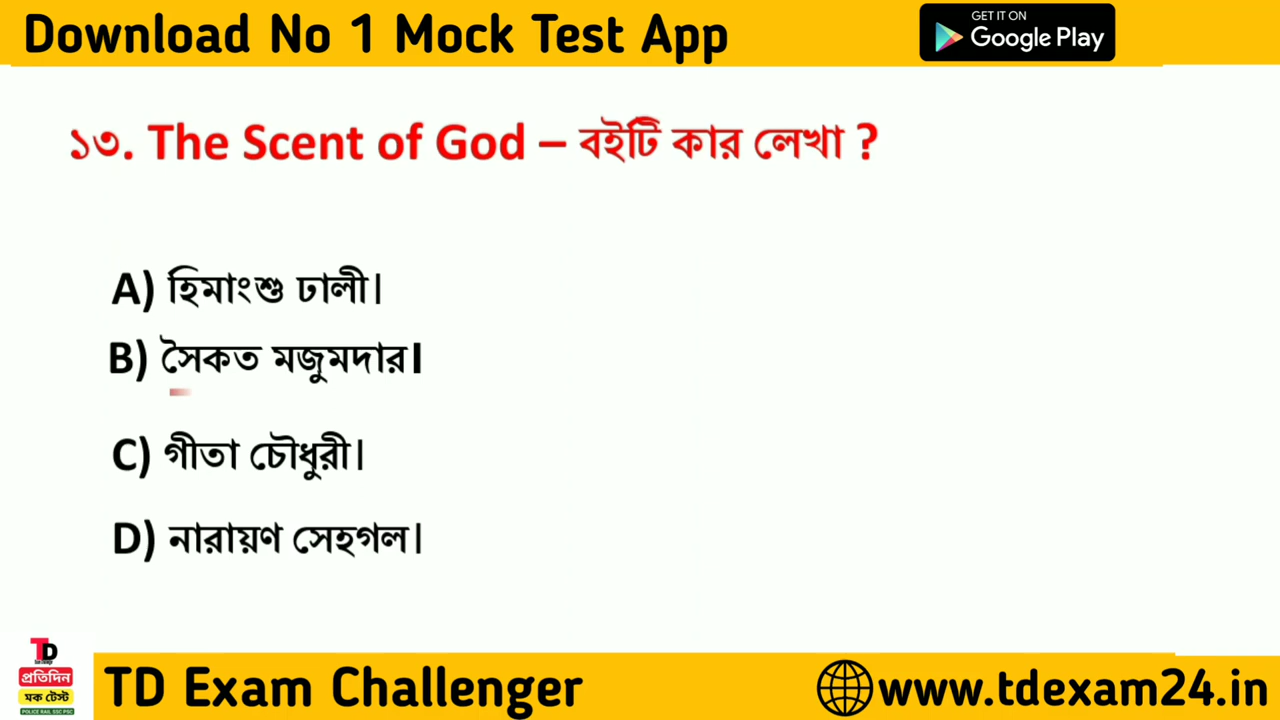 Download No 1 Mock Test App
GET IT ON
Google Play
১৩. The Scent of God – বইটি কার লেখা ?
A) হিমাংশু ঢালী।
B) সৈকত মজুমদার।
C) গীতা চৌধুরী।
D) নারায়ণ সেহগল।
TD
প্রতিদিন
মক টেস্ট
POLICE RAIL SSC PSC
TD Exam Challenger
www.tdexam24.in